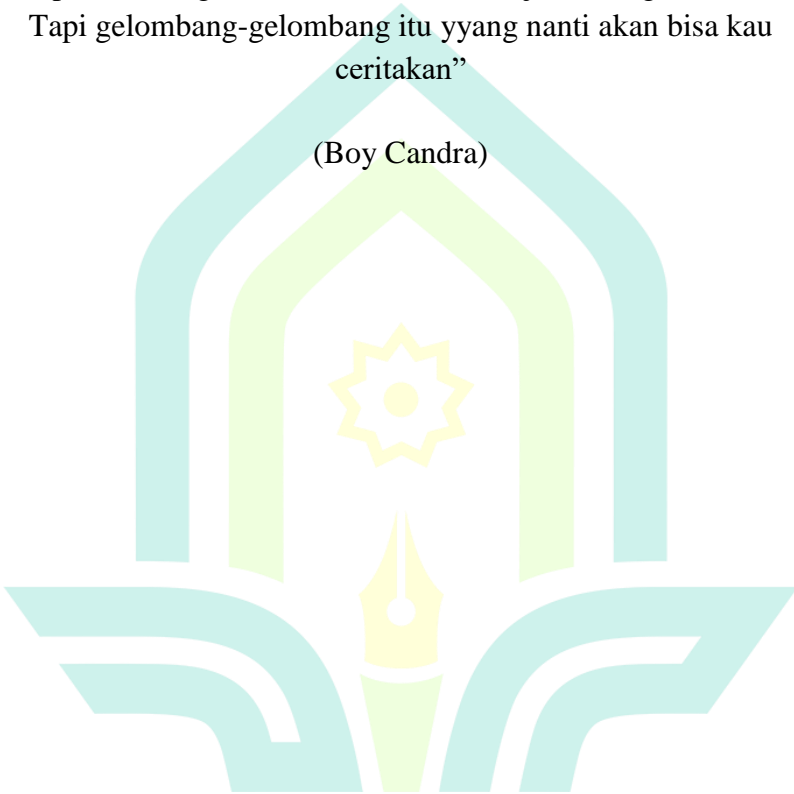 Tapi gelombang-gelombang itu yyang nanti akan bisa kau
ceritakan”
(Boy Candra)